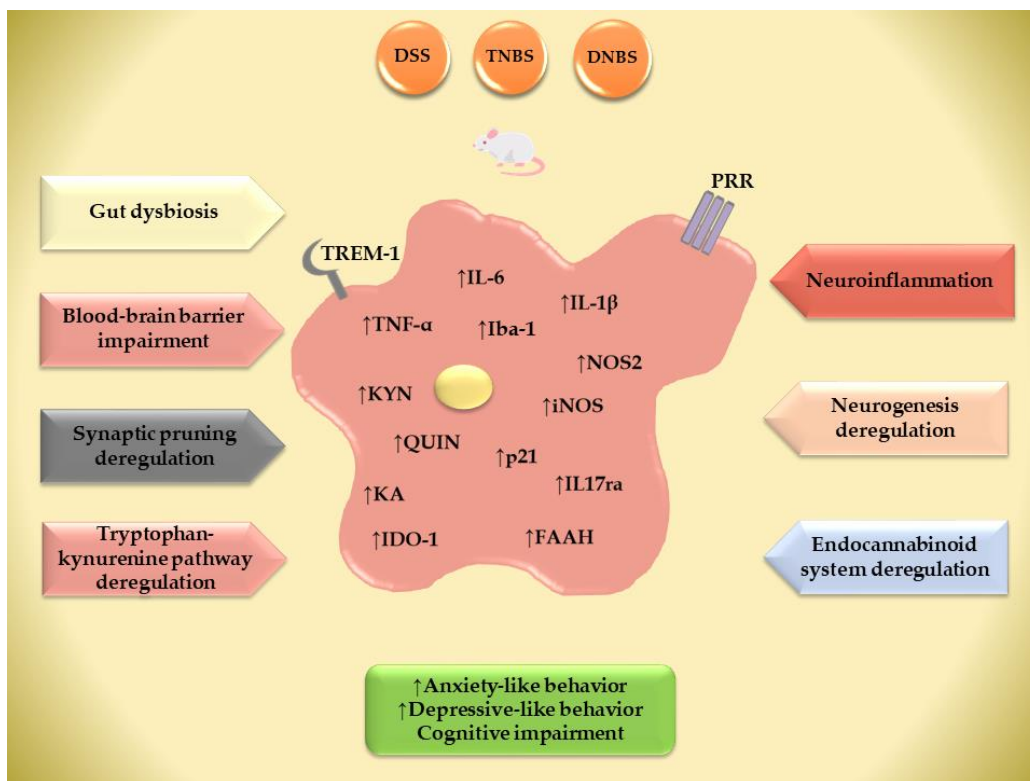 DSS
TNBS
DNBS
PRR
Gut dysbiosis
TREM-1
↑IL-6
Neuroinflammation
↑IL-1β
Blood-brain barrier
impairment
↑TNF-α
↑Iba-1
↑NOS2
↑KYN
↑iNOS
Neurogenesis
deregulation
Synaptic pruning
deregulation
↑QUIN
↑p21
↑IL17ra
↑KA
Tryptophan-
kynurenine pathway
deregulation
↑IDO-1
↑FAAH
Endocannabinoid
system deregulation
↑Anxiety-like behavior
↑Depressive-like behavior
Cognitive impairment